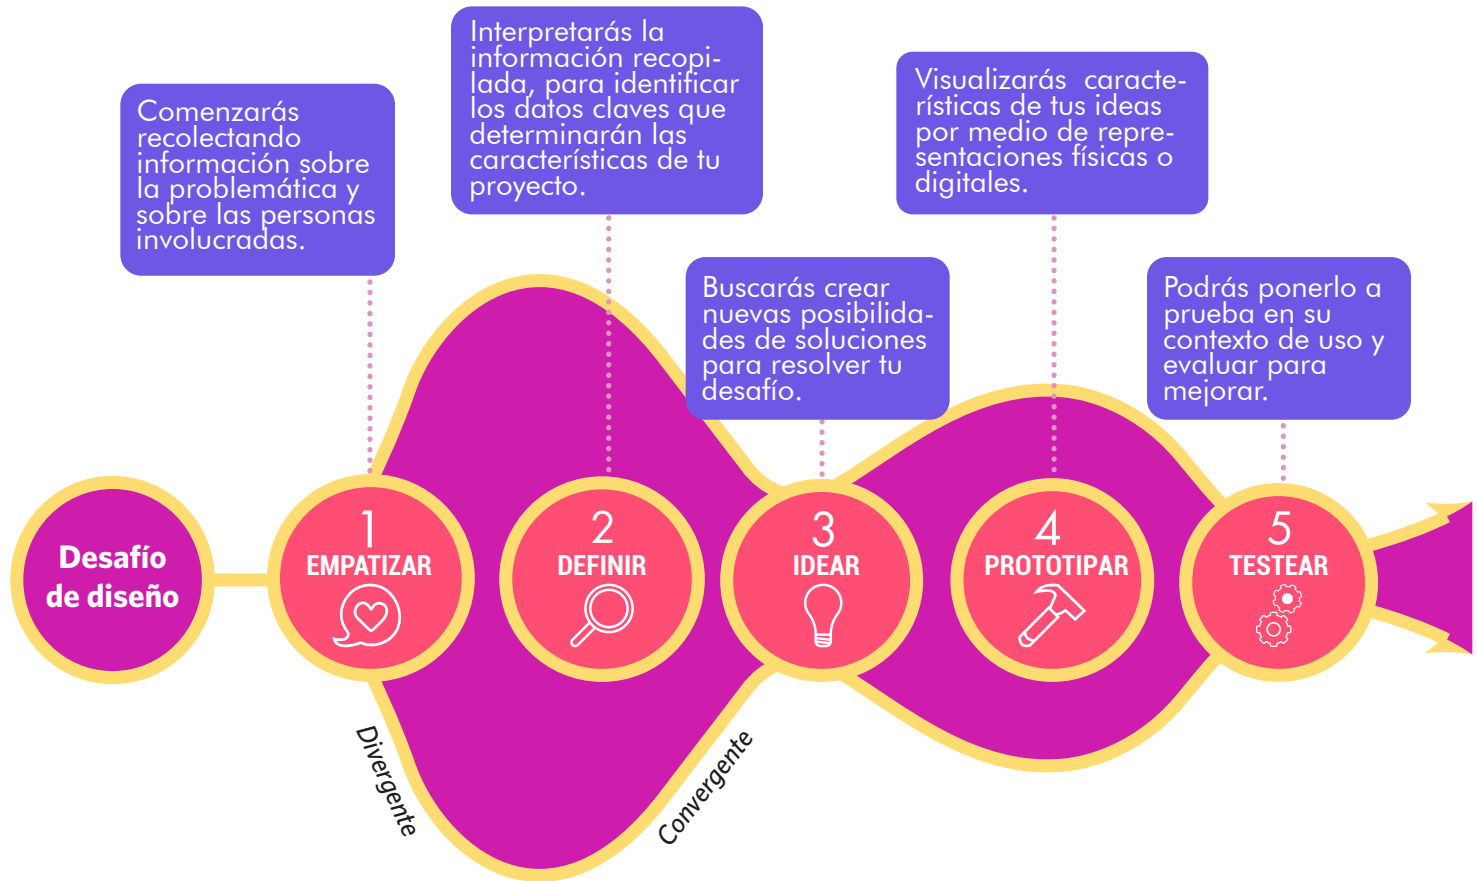 Comenzarás
recolectando
información sobre
la problemática y
sobre las personas
involucradas.
Interpretarás la
información recopi-
lada, para identificar
los datos claves que
determinarán las
características de tu
proyecto.
Buscarás crear
nuevas posibilida-
des de soluciones
para resolver tu
desafío.
Visualizarás caracte-
rísticas de tus ideas
por medio de repre-
sentaciones físicas o
digitales.
Podrás ponerlo a
prueba en su
contexto de uso y
evaluar para
mejorar.
Desafío
de diseño
1
EMPATIZAR
2
DEFINIR
3
IDEAR
4
PROTOTIPAR
5
TESTEAR
Divergente
Convergente